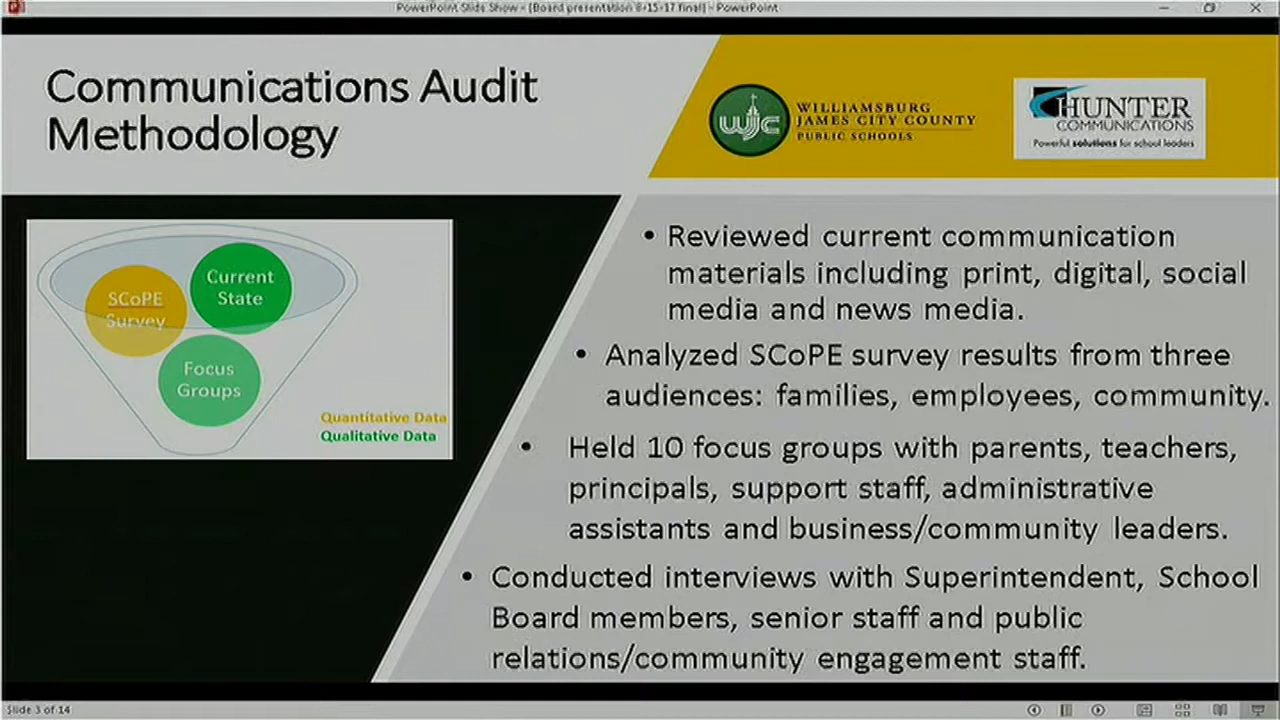 PowerPoint Slide Show - [Board presentation 8-15-17 final] - PowerPoint
Communications Audit
Methodology
WJC
WILLIAMSBURG
JAMES CITY COUNTY
PUBLIC SCHOOLS
HUNTER
COMMUNICATIONS
Powerful solutions for school leaders
SCoPE
Survey
Current
State
Focus
Groups
Quantitative Data
Qualitative Data
• Reviewed current communication
materials including print, digital, social
media and news media.
• Analyzed SCoPE survey results from three
audiences: families, employees, community.
• Held 10 focus groups with parents, teachers,
principals, support staff, administrative
assistants and business/community leaders.
• Conducted interviews with Superintendent, School
Board members, senior staff and public
relations/community engagement staff.
Slide 3 of 14